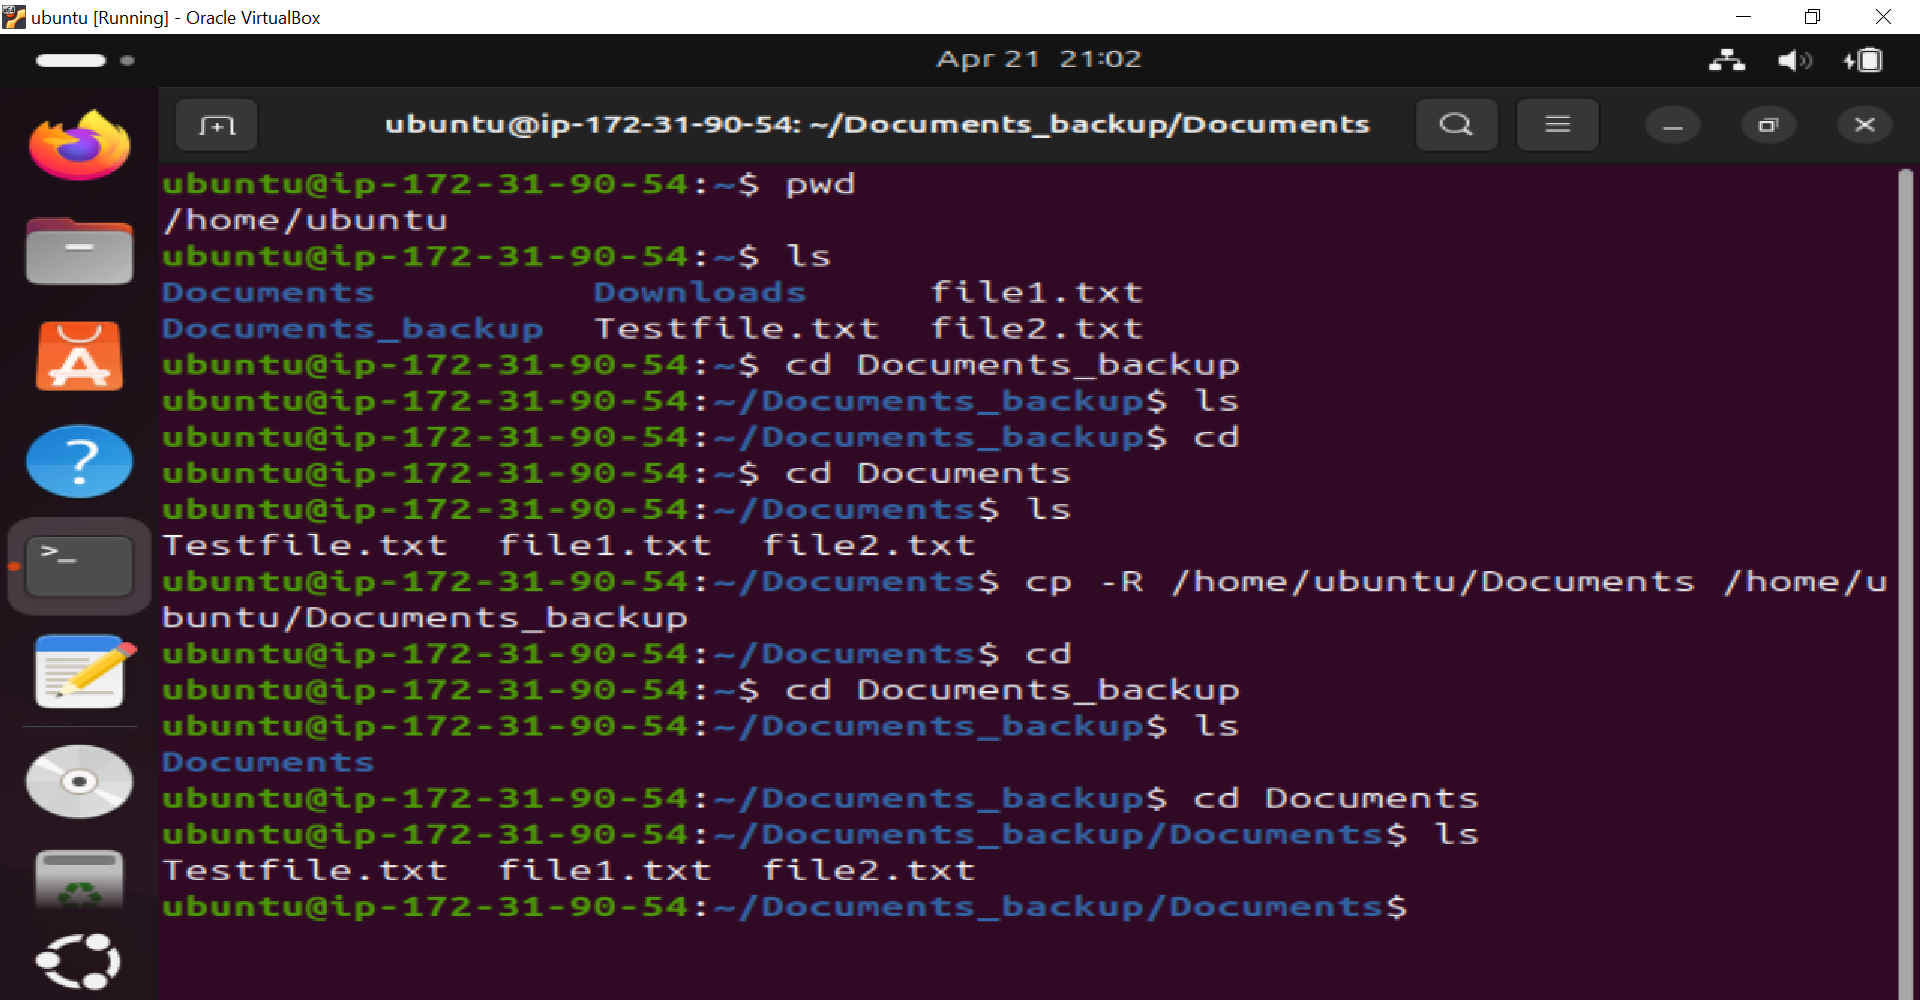 ubuntu [Running] - Oracle VirtualBox
Apr 21 21:02
ubuntu@ip-172-31-90-54: ~/Documents_backup/Documents
ubuntu@ip-172-31-90-54:~$ pwd
/home/ubuntu
ubuntu@ip-172-31-90-54:~$ ls
Documents Downloads file1.txt
Documents_backup Testfile.txt file2.txt
ubuntu@ip-172-31-90-54:~$ cd Documents_backup
ubuntu@ip-172-31-90-54:~/Documents_backup$ ls
ubuntu@ip-172-31-90-54:~/Documents_backup$ cd
ubuntu@ip-172-31-90-54:~$ cd Documents
ubuntu@ip-172-31-90-54:~/Documents$ ls
Testfile.txt file1.txt file2.txt
ubuntu@ip-172-31-90-54:~/Documents$ cp -R /home/ubuntu/Documents /home/u
buntu/Documents_backup
ubuntu@ip-172-31-90-54:~/Documents$ cd
ubuntu@ip-172-31-90-54:~$ cd Documents_backup
ubuntu@ip-172-31-90-54:~/Documents_backup$ ls
Documents
ubuntu@ip-172-31-90-54:~/Documents_backup$ cd Documents
ubuntu@ip-172-31-90-54:~/Documents_backup/Documents$ ls
Testfile.txt file1.txt file2.txt
ubuntu@ip-172-31-90-54:~/Documents_backup/Documents$